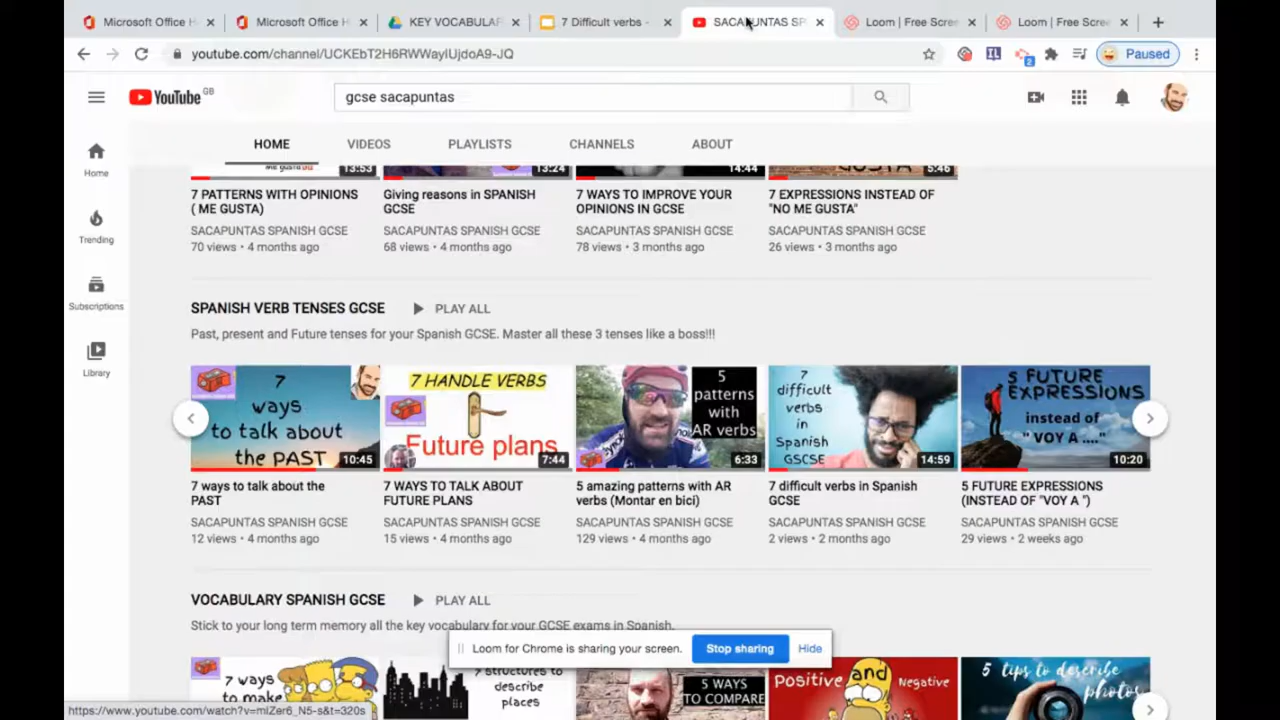 Microsoft Office H
Microsoft Office H
KEY VOCABULAR
7 Difficult verbs -
SACAPUNTAS SP
Loom | Free Scree
Loom | Free Scree
youtube.com/channel/UCKEbT2H6RWWayIUjdoA9-JQ
IL
2
Paused
YouTube GB
gcse sacapuntas
HOME VIDEOS PLAYLISTS CHANNELS ABOUT
Home
Trending
Subscriptions
Library
13:53
13:24
14:44
5:46
7 PATTERNS WITH OPINIONS
( ME GUSTA)
SACAPUNTAS SPANISH GCSE
70 views • 4 months ago
Giving reasons in SPANISH
GCSE
SACAPUNTAS SPANISH GCSE
68 views • 4 months ago
7 WAYS TO IMPROVE YOUR
OPINIONS IN GCSE
SACAPUNTAS SPANISH GCSE
78 views • 3 months ago
7 EXPRESSIONS INSTEAD OF
"NO ME GUSTA"
SACAPUNTAS SPANISH GCSE
26 views • 3 months ago
SPANISH VERB TENSES GCSE PLAY ALL
Past, present and Future tenses for your Spanish GCSE. Master all these 3 tenses like a boss!!!
7
ways
to talk about
the PAST
10:45
7 ways to talk about the
PAST
SACAPUNTAS SPANISH GCSE
12 views • 4 months ago
7 HANDLE VERBS
Future plans
7:44
7 WAYS TO TALK ABOUT
FUTURE PLANS
SACAPUNTAS SPANISH GCSE
15 views • 4 months ago
5
patterns
with
AR verbs
6:33
5 amazing patterns with AR
verbs (Montar en bici)
SACAPUNTAS SPANISH GCSE
129 views • 4 months ago
7
difficult
verbs
in
Spanish
GSCSE
14:59
7 difficult verbs in Spanish
GCSE
SACAPUNTAS SPANISH GCSE
2 views • 2 months ago
5 FUTURE
EXPRESSIONS
instead of
" VOY A ...."
10:20
5 FUTURE EXPRESSIONS
(INSTEAD OF "VOY A ")
SACAPUNTAS SPANISH GCSE
29 views • 2 weeks ago
VOCABULARY SPANISH GCSE PLAY ALL
Stick to your long term memory all the key vocabulary for your GCSE exams in Spanish.
Loom for Chrome is sharing your screen.
Stop sharing
Hide
7 ways
to make
7 structures to
describe
places
5 WAYS
TO COMPARE
Positive and Negative
5 tips to describe
photos
https://www.youtube.com/watch?v=mIZer6_N5-s&t=320s